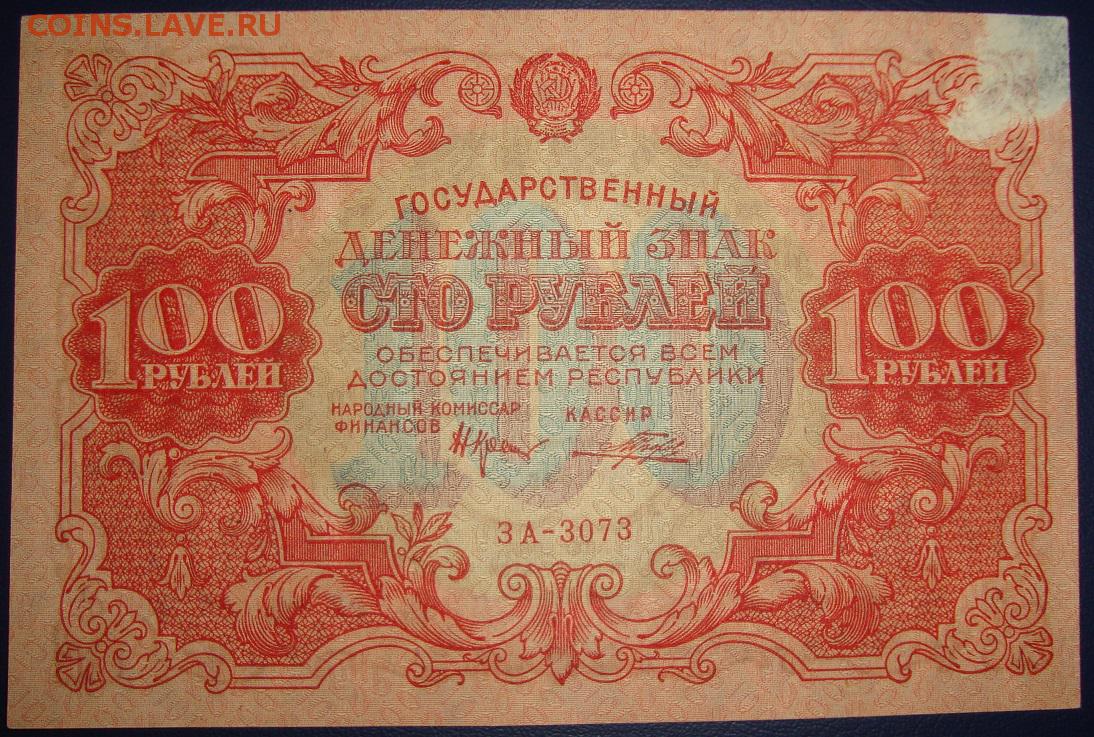 COINS.LAVE.RU
ГОСУДАРСТВЕННЫЙ
ДЕНЕЖНЫЙ ЗНАК
СТО РУБЛЕЙ
100
100 РУБЛЕЙ
100 РУБЛЕЙ
ОБЕСПЕЧИВАЕТСЯ ВСЕМ
ДОСТОЯНИЕМ РЕСПУБЛИКИ
НАРОДНЫЙ КОМИССАР
ФИНАНСОВ
КАССИР
ЗА-3073